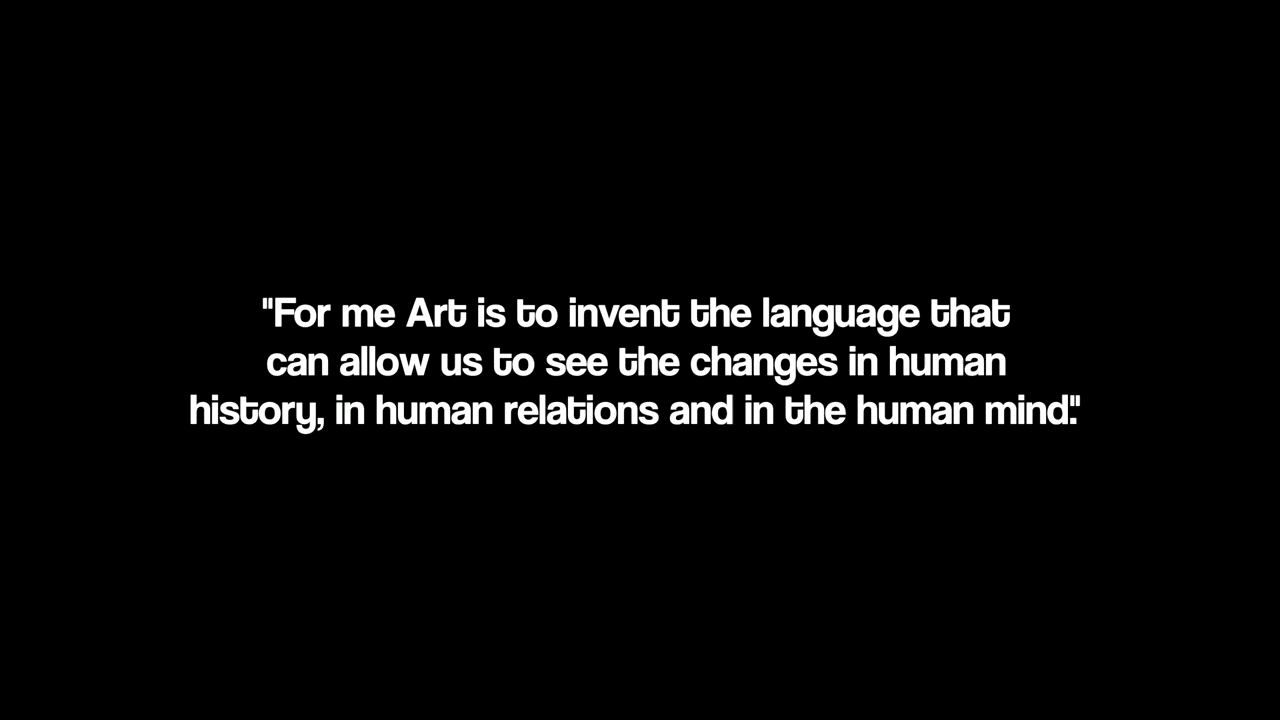 "For me Art is to invent the language that
can allow us to see the changes in human
history, in human relations and in the human mind."